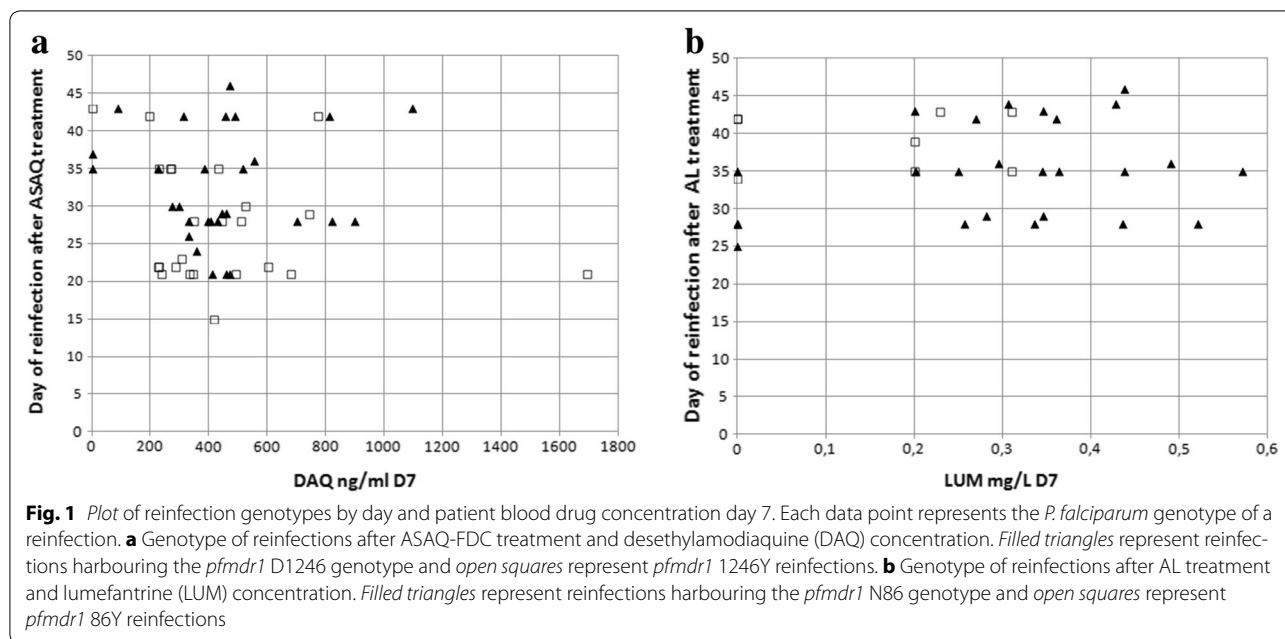 a
50
45
40
35
30
25
20
15
10
5
0
Day of reinfection after ASAQ treatment
0 200 400 600 800 1000 1200 1400 1600 1800
DAQ ng/ml D7
b
50
45
40
35
30
25
20
15
10
5
0
Day of reinfection after AL treatment
0 0,1 0,2 0,3 0,4 0,5 0,6
LUM mg/L D7
Fig. 1 Plot of reinfection genotypes by day and patient blood drug concentration day 7. Each data point represents the P. falciparum genotype of a
reinfection. a Genotype of reinfections after ASAQ-FDC treatment and desethylamodiaquine (DAQ) concentration. Filled triangles represent reinfec-
tions harbouring the pfmdr1 D1246 genotype and open squares represent pfmdr1 1246Y reinfections. b Genotype of reinfections after AL treatment
and lumefantrine (LUM) concentration. Filled triangles represent reinfections harbouring the pfmdr1 N86 genotype and open squares represent
pfmdr1 86Y reinfections